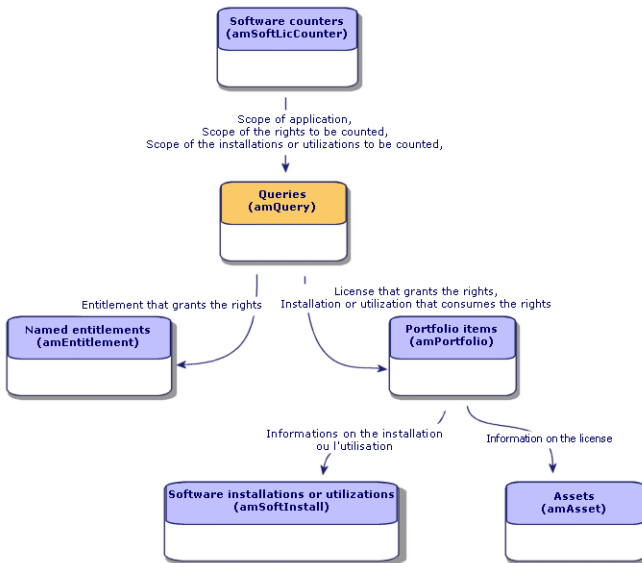 Software counters
(amSoftLicCounter)
Scope of application,
Scope of the rights to be counted,
Scope of the installations or utilizations to be counted,
Queries
(amQuery)
Entitlement that grants the rights
License that grants the rights,
Installation or utilization that consumes the rights
Named entitlements
(amEntitlement)
Portfolio items
(amPortfolio)
Informations on the installation
ou l'utilisation
Information on the license
Software installations or utilizations
(amSoftInstall)
Assets
(amAsset)